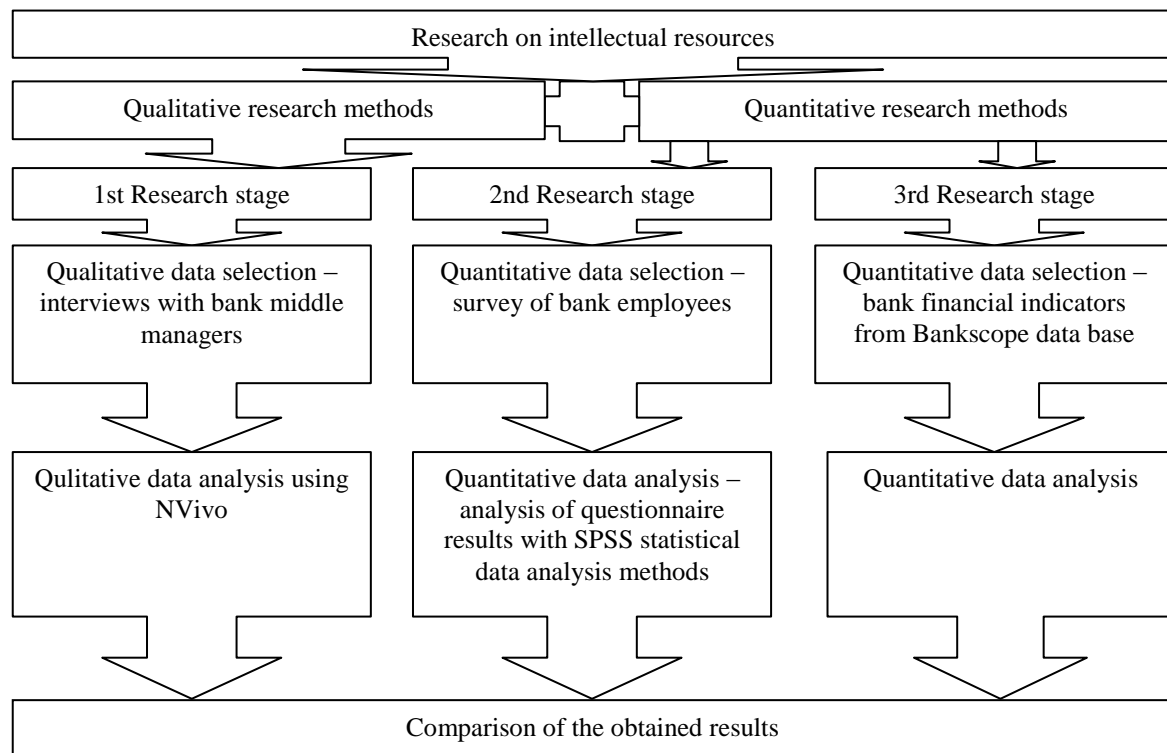 Research on intellectual resources
Qualitative research methods
Quantitative research methods
1st Research stage
2nd Research stage
3rd Research stage
Qualitative data selection –
interviews with bank middle
managers
Quantitative data selection –
survey of bank employees
Quantitative data selection –
bank financial indicators
from Bankscope data base
Qulitative data analysis using
NVivo
Quantitative data analysis –
analysis of questionnaire
results with SPSS statistical
data analysis methods
Quantitative data analysis
Comparison of the obtained results